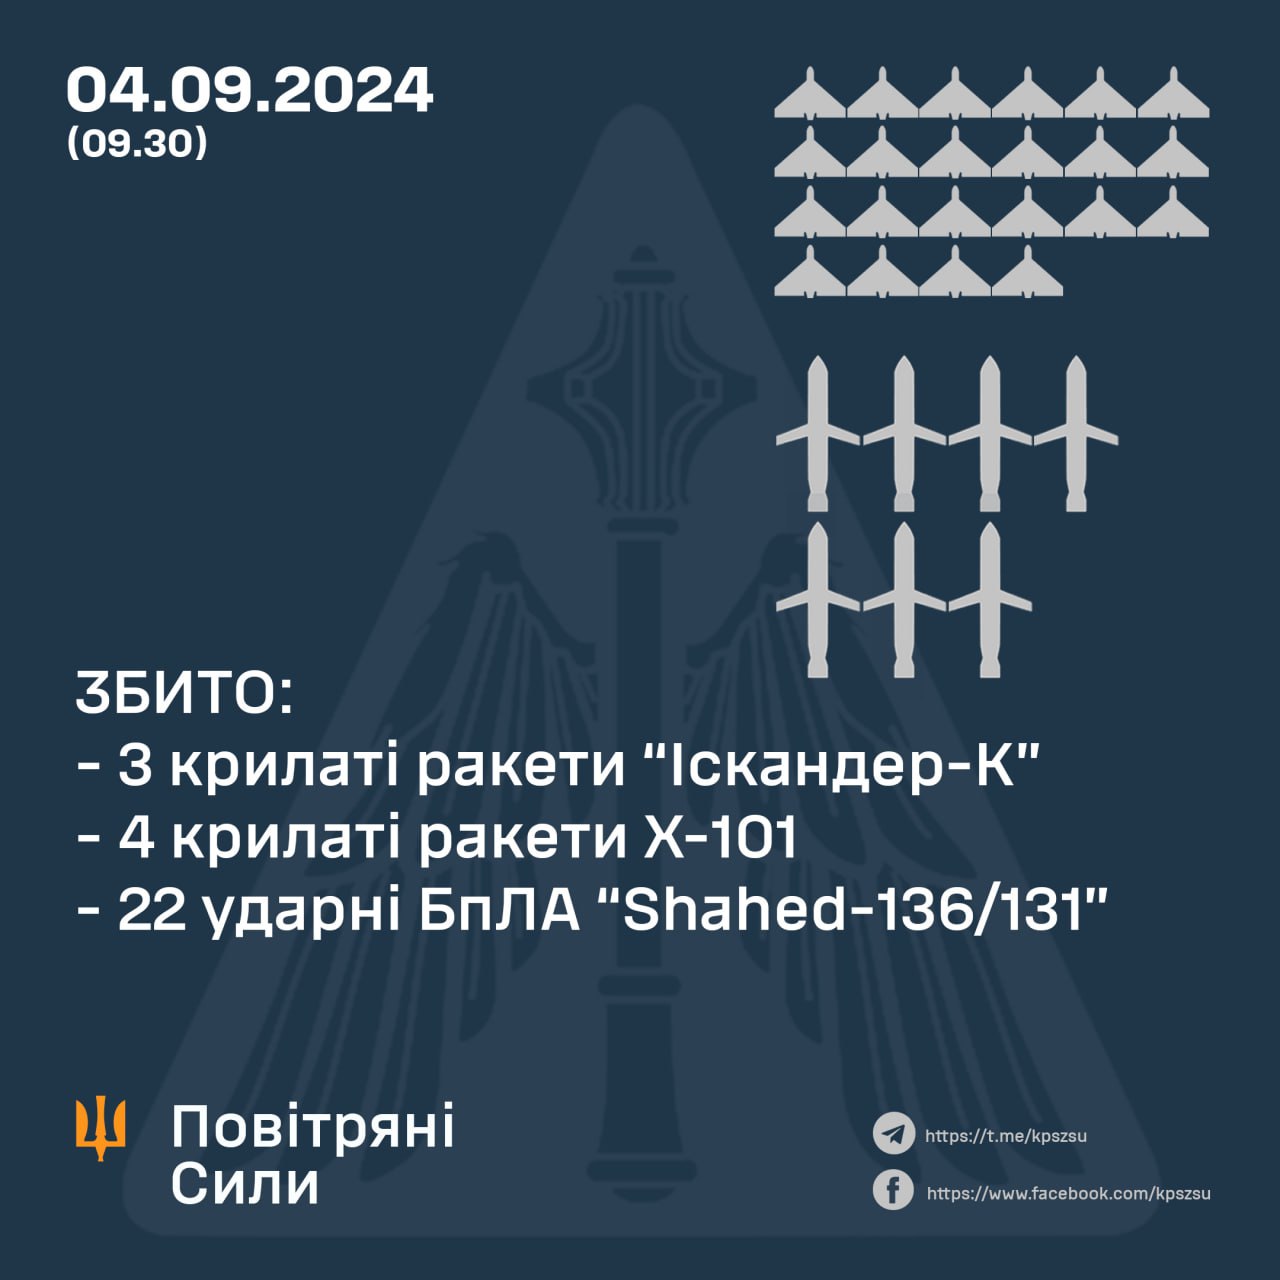 04.09.2024
(09.30)
ЗБИТО:
- 3 крилаті ракети “Іскандер-К”
- 4 крилаті ракети Х-101
- 22 ударні БпЛА “Shahed-136/131”
Повітряні
Сили
https://t.me/kpszsu
https://www.facebook.com/kpszsu